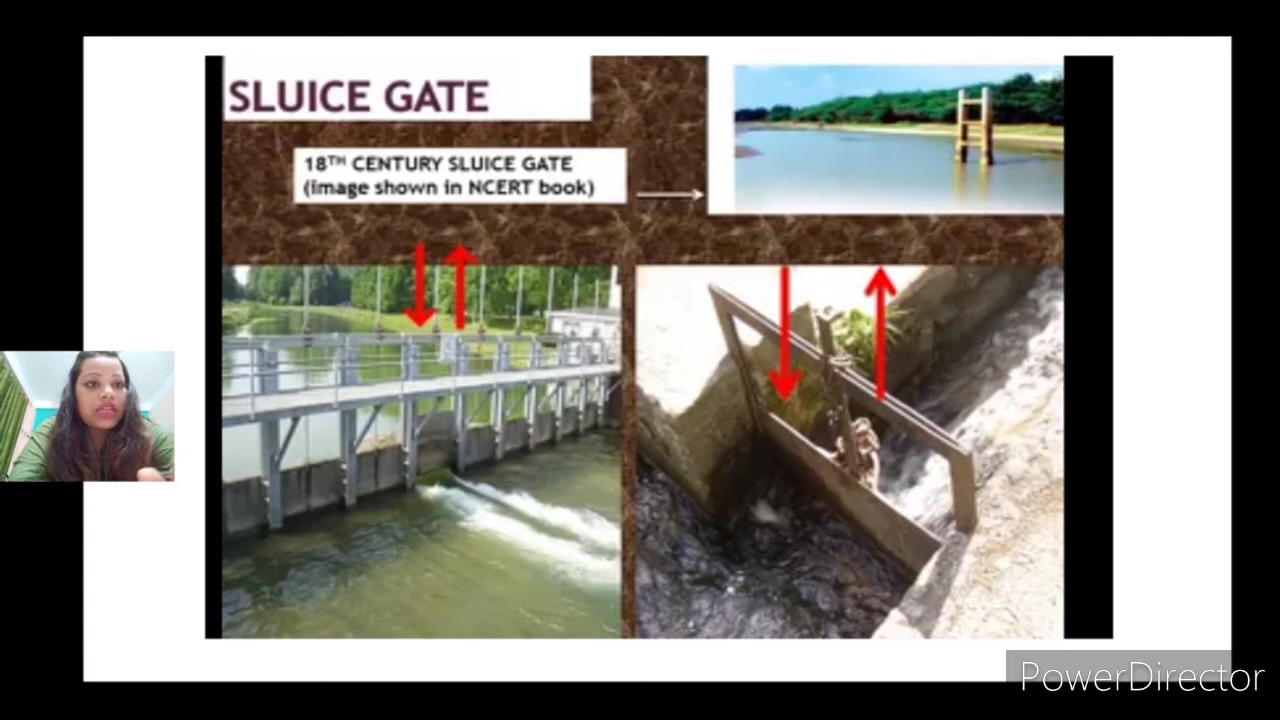 SLUICE GATE
18TH CENTURY SLUICE GATE
(image shown in NCERT book)
PowerDirector